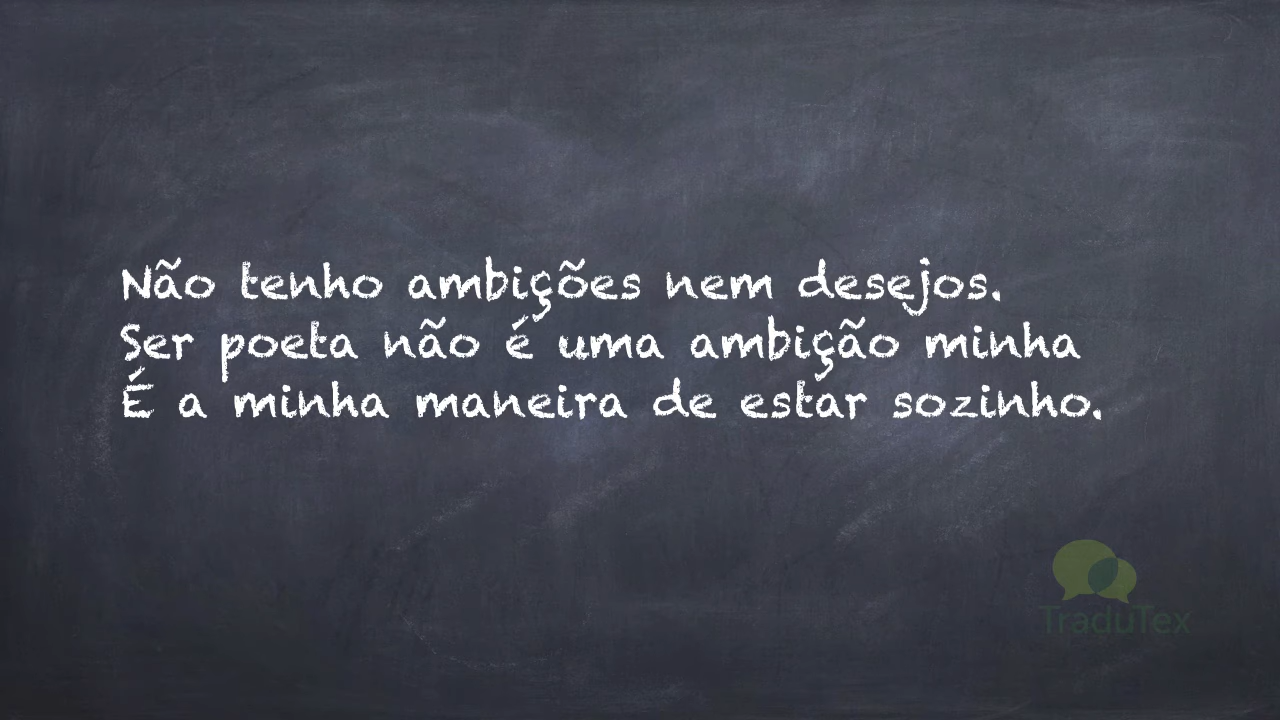 Não tenho ambições nem desejos.
Ser poeta não é uma ambição minha
É a minha maneira de estar sozinho.
TraduTex